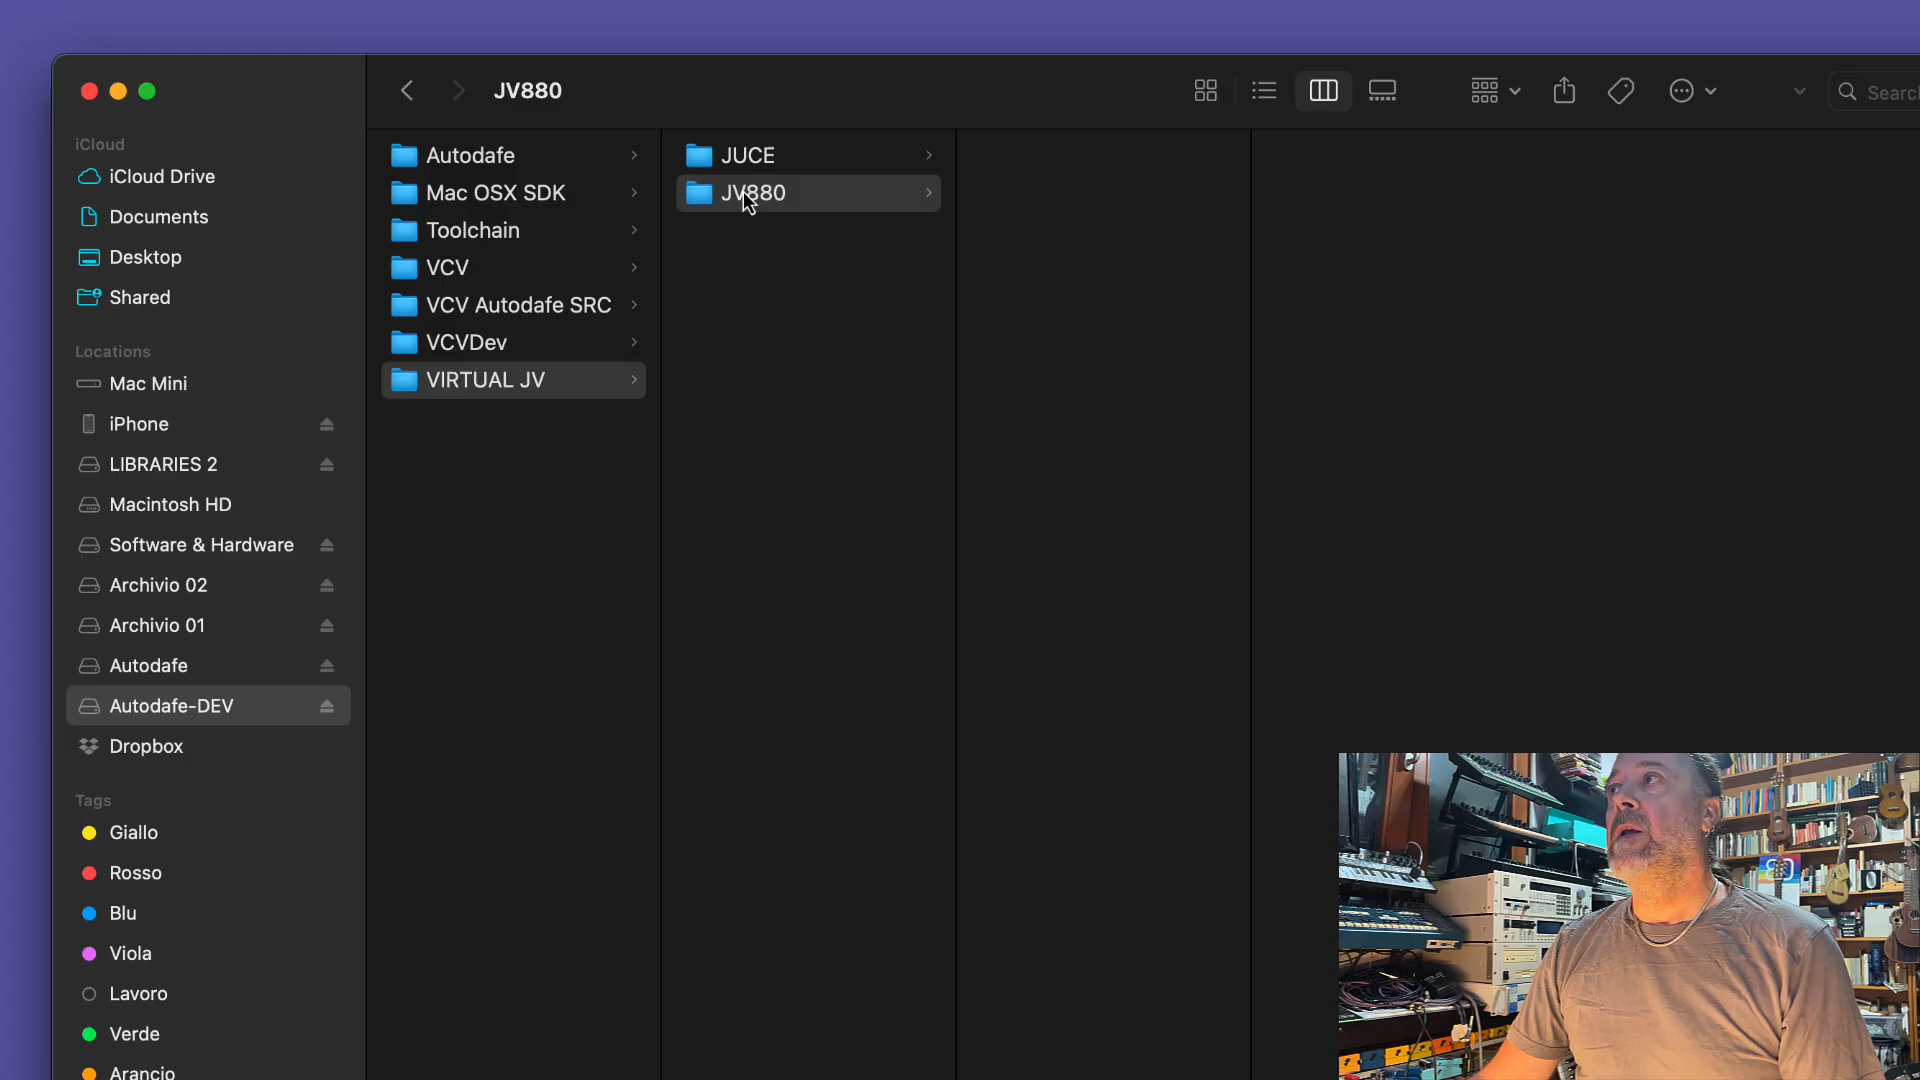 JV880
Search
iCloud
iCloud Drive
Documents
Desktop
Shared
Locations
Mac Mini
iPhone
LIBRARIES 2
Macintosh HD
Software & Hardware
Archivio 02
Archivio 01
Autodafe
Autodafe-DEV
Dropbox
Tags
Giallo
Rosso
Blu
Viola
Lavoro
Verde
Arancio
Autodafe
Mac OSX SDK
Toolchain
VCV
VCV Autodafe SRC
VCVDev
VIRTUAL JV
JUCE
JV880